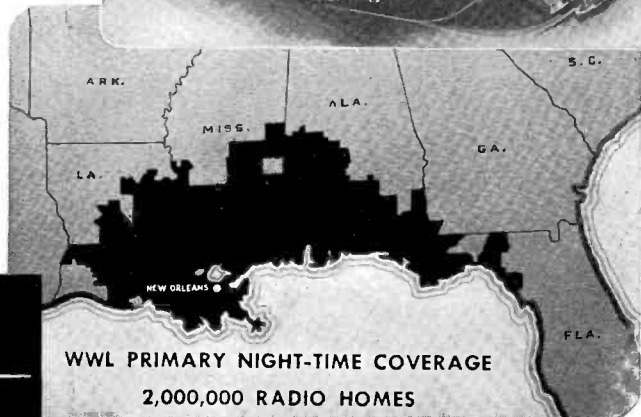 ARK.
S.C.
MISS.
ALA.
GA.
LA.
NEW ORLEANS
FLA.
WWL PRIMARY NIGHT-TIME COVERAGE
2,000,000 RADIO HOMES